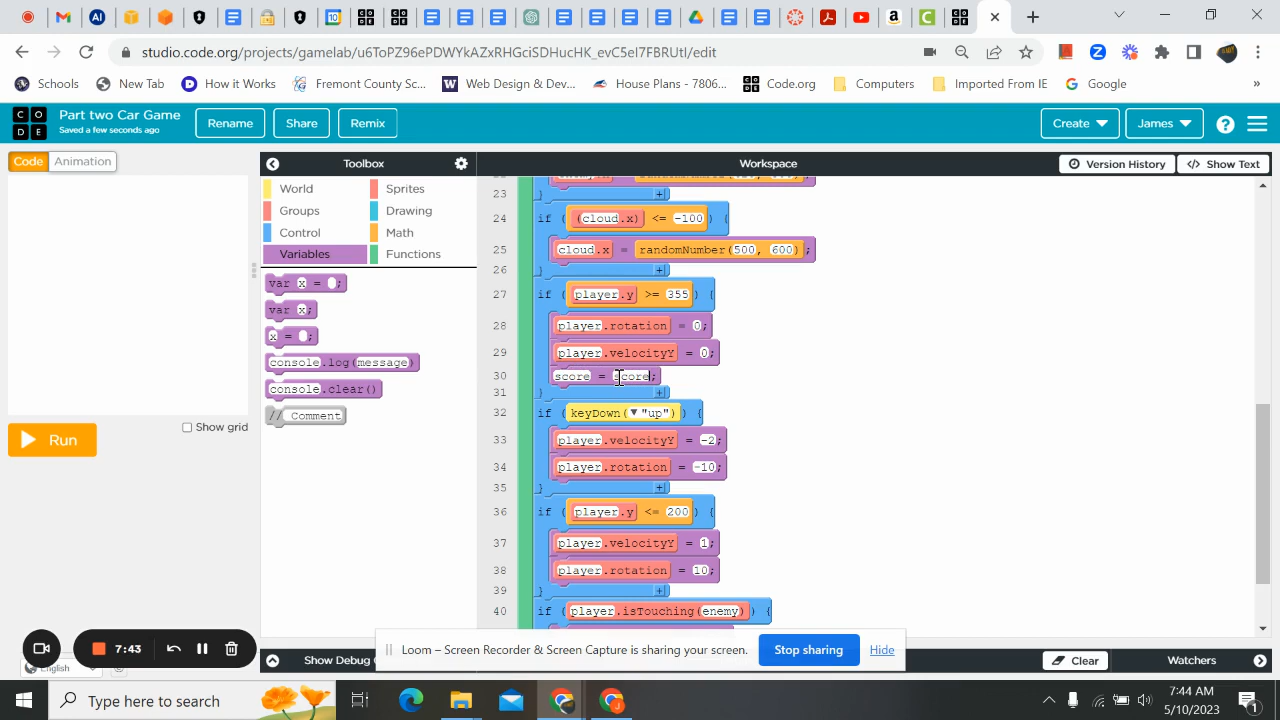 studio.code.org/projects/gamelab/u6ToPZ96ePDWYkAZxRHGciSDHucHK_evC5eI7FBRUtI/edit
Schools
New Tab
How it Works
Fremont County Sc...
Web Design & Dev...
House Plans - 7806...
Code.org
Computers
Imported From IE
Google
»
C O
D E
Part two Car Game
Saved a few seconds ago
Rename
Share
Remix
Create
James
Code
Animation
Toolbox
Workspace
Version History
</> Show Text
World
Sprites
Groups
Drawing
Control
Math
Variables
Functions
var x = ;
var x;
x = ;
console.log(message)
console.clear()
// Comment
Run
Show grid
23 }
24 if ( (cloud.x) <= -100 ) {
25 cloud.x = randomNumber(500, 600);
26 }
27 if ( player.y >= 355 ) {
28 player.rotation = 0;
29 player.velocityY = 0;
30 score = score;
31 }
32 if ( keyDown( "up") ) {
33 player.velocityY = -2;
34 player.rotation = -10;
35 }
36 if ( player.y <= 200 ) {
37 player.velocityY = 1;
38 player.rotation = 10;
39 }
40 if ( player.isTouching(enemy) ) {
7:43
Loom – Screen Recorder & Screen Capture is sharing your screen.
Stop sharing
Hide
English
Show Debug C
Clear
Watchers
Type here to search
7:44 AM
5/10/2023